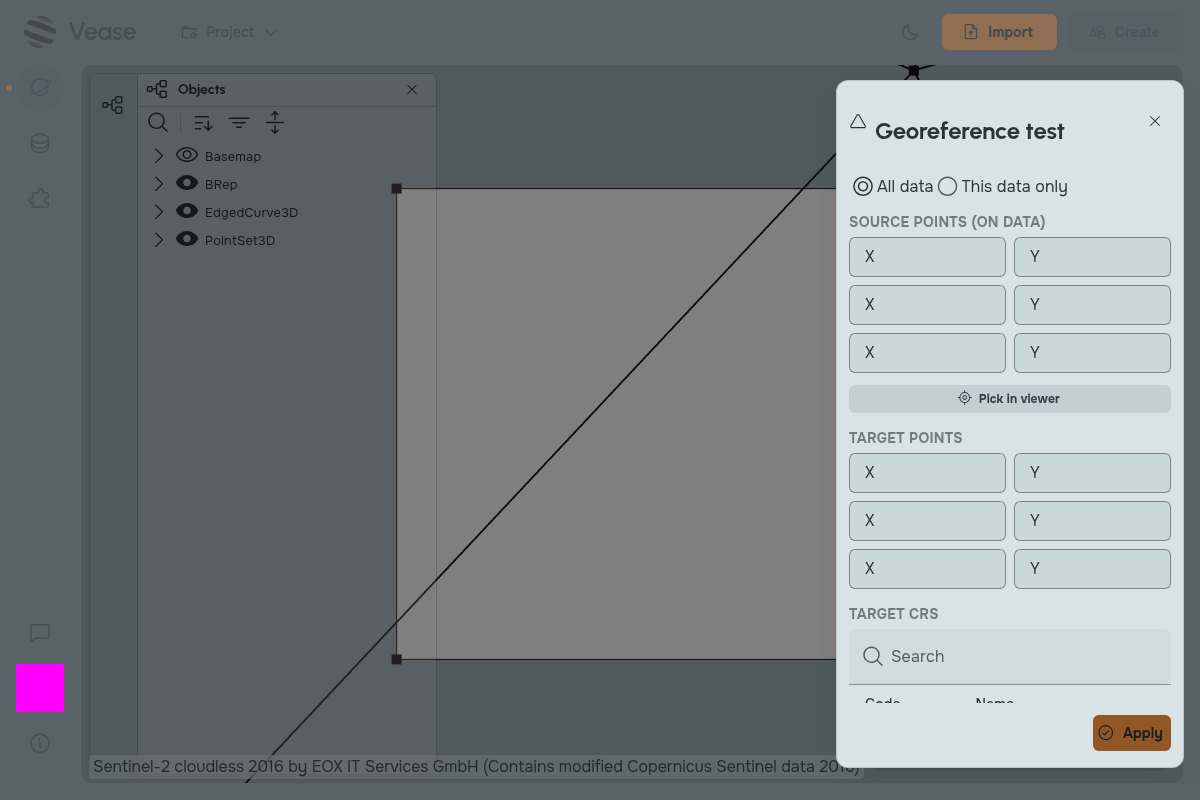 Vease
Project
Import
Create
Objects
Basemap
BRep
EdgedCurve3D
PointSet3D
Georeference test
All data
This data only
SOURCE POINTS (ON DATA)
X Y
X Y
X Y
Pick in viewer
TARGET POINTS
X Y
X Y
X Y
TARGET CRS
Search
Code Name
Apply
Sentinel-2 cloudless 2016 by EOX IT Services GmbH (Contains modified Copernicus Sentinel data 2016)